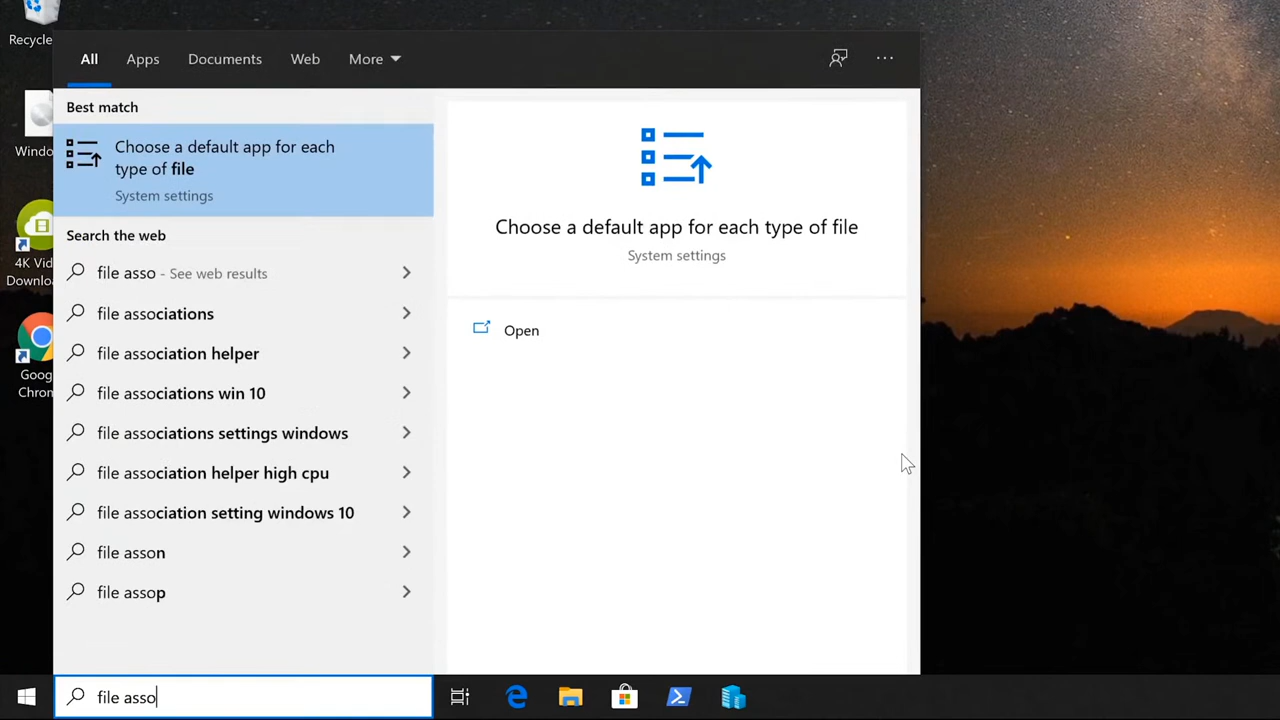 Recycle
All Apps Documents Web More
Best match
Choose a default app for each
type of file
System settings
Search the web
file asso - See web results
file associations
file association helper
file associations win 10
file associations settings windows
file association helper high cpu
file association setting windows 10
file asson
file assop
file asso
Choose a default app for each type of file
System settings
Open
Windo
4K Vid
Downloa
Goog
Chron